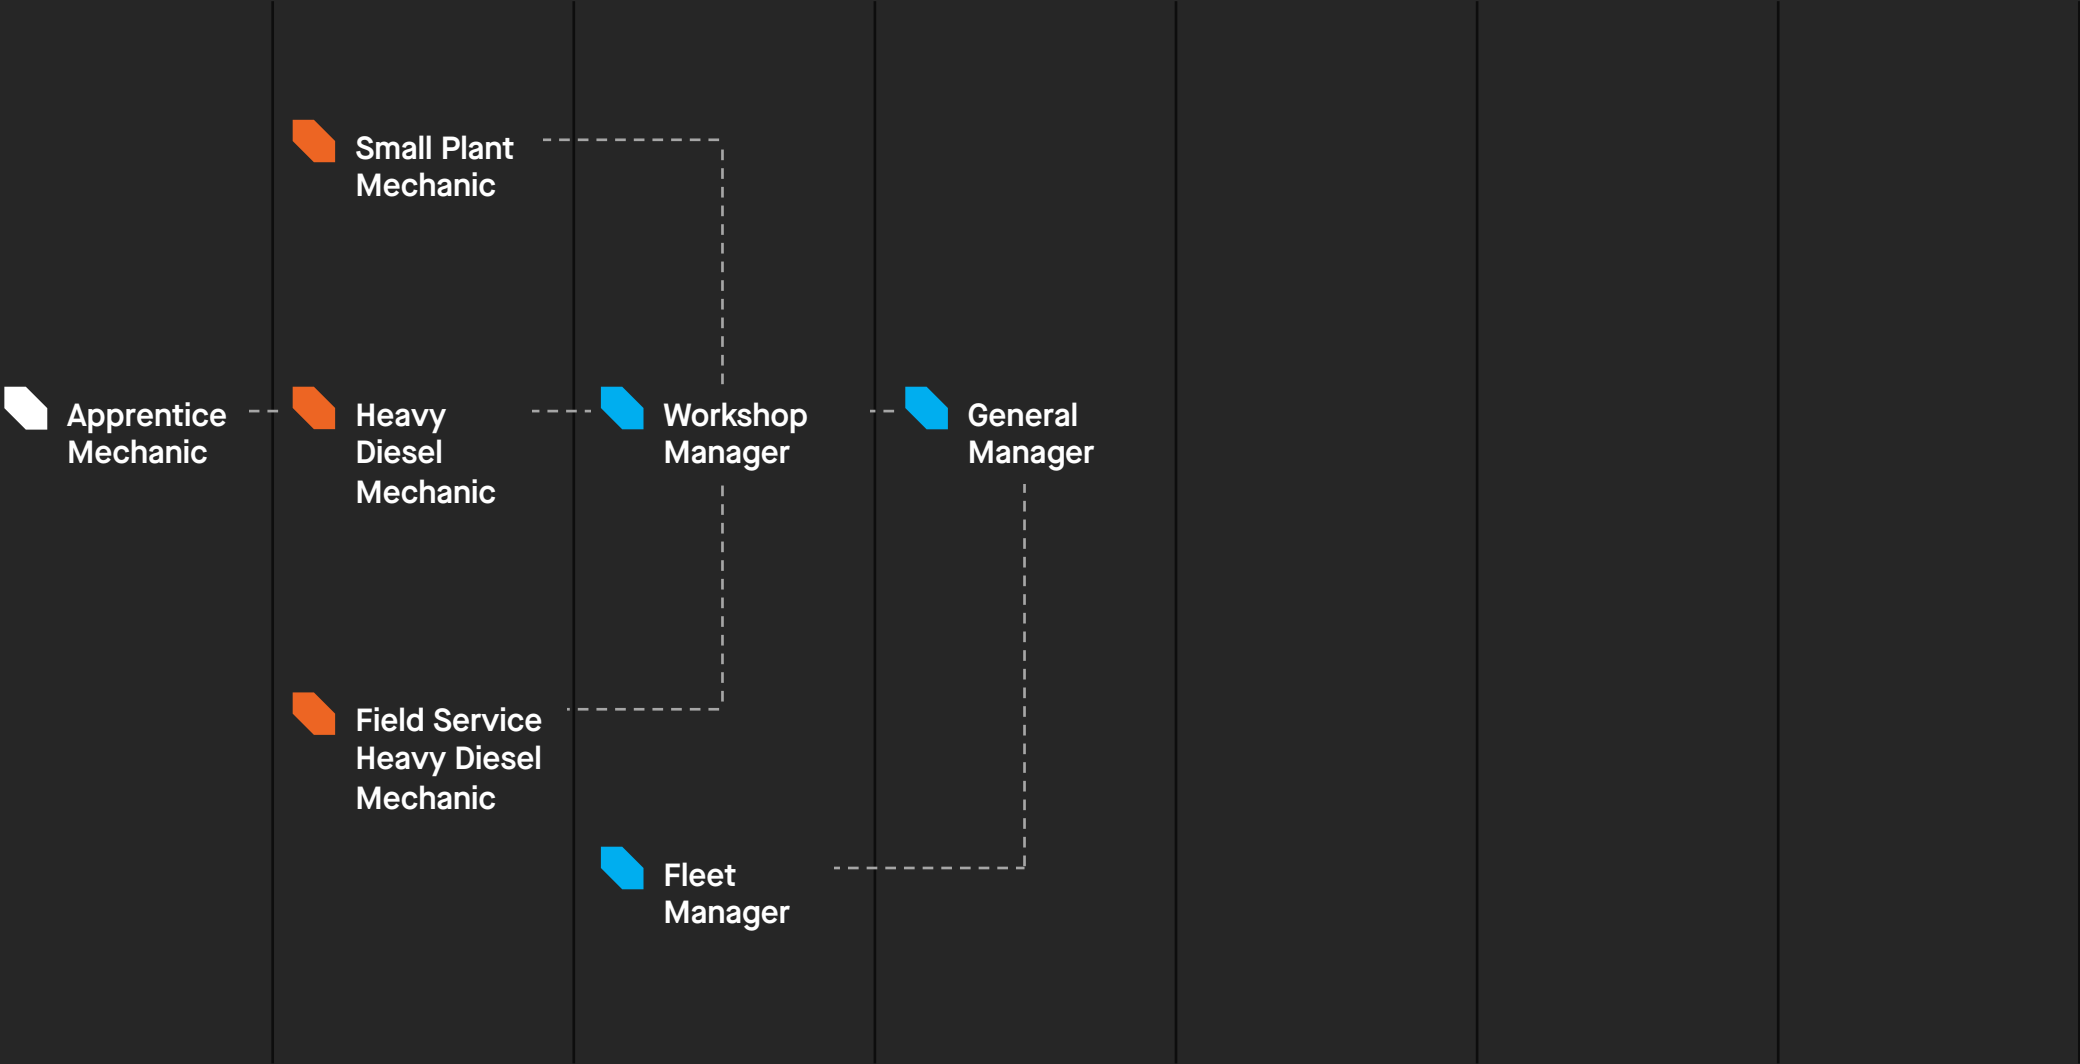 Small Plant
Mechanic
Apprentice
Mechanic
Heavy
Diesel
Mechanic
Workshop
Manager
General
Manager
Field Service
Heavy Diesel
Mechanic
Fleet
Manager